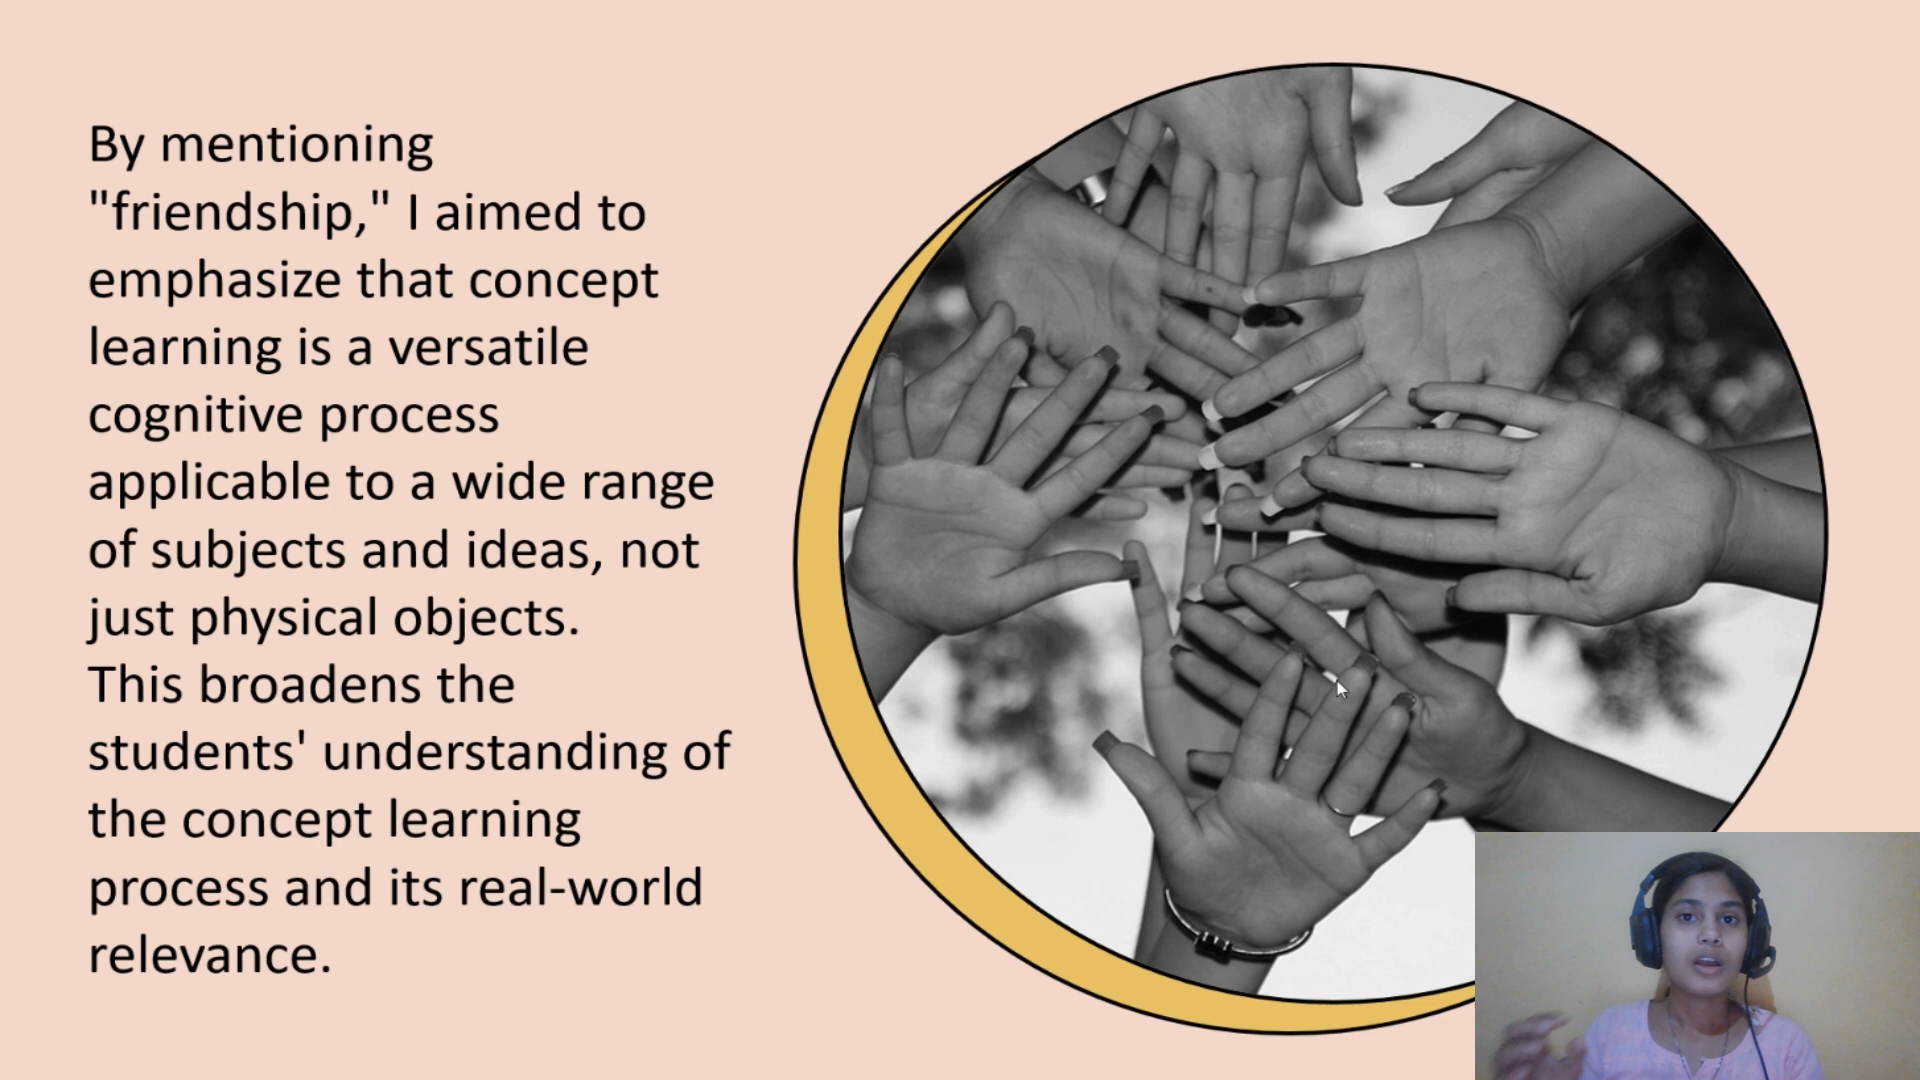 By mentioning
"friendship," I aimed to
emphasize that concept
learning is a versatile
cognitive process
applicable to a wide range
of subjects and ideas, not
just physical objects.
This broadens the
students' understanding of
the concept learning
process and its real-world
relevance.